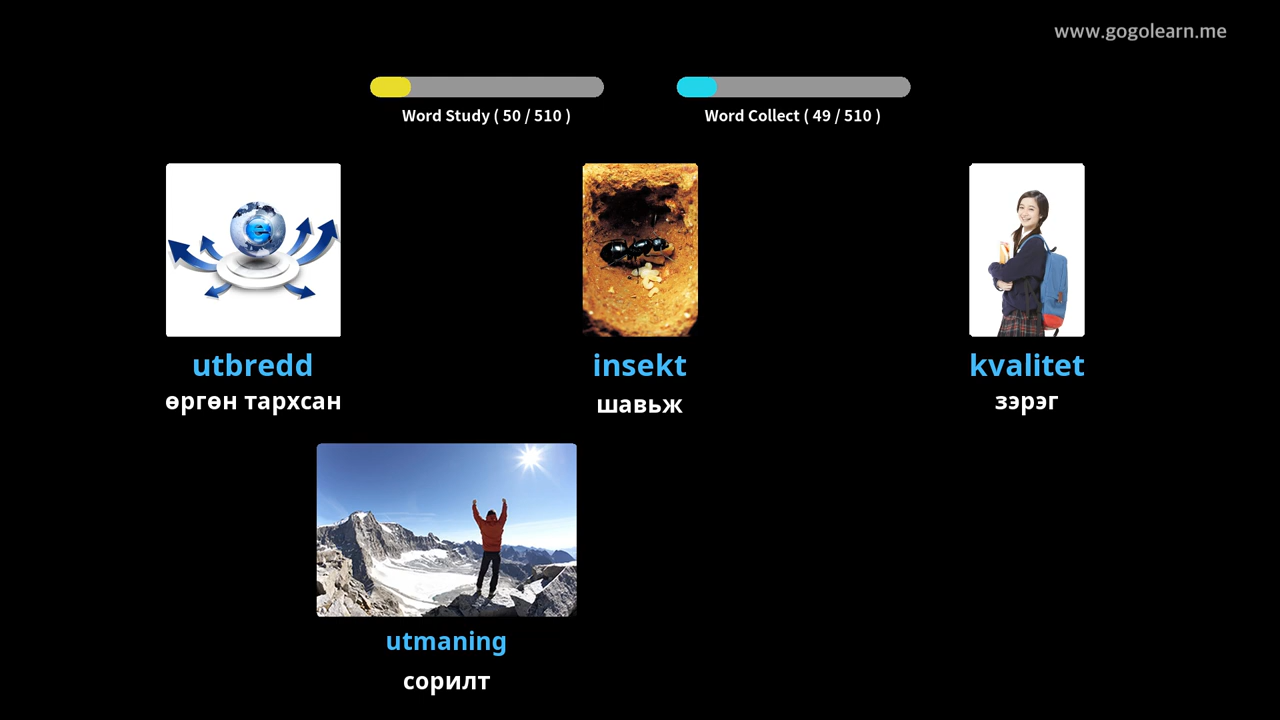 www.gogolearn.me
Word Study ( 50 / 510 )
Word Collect ( 49 / 510 )
e
utbredd
insekt
kvalitet
өргөн тархсан
шавьж
зэрэг
utmaning
сорилт